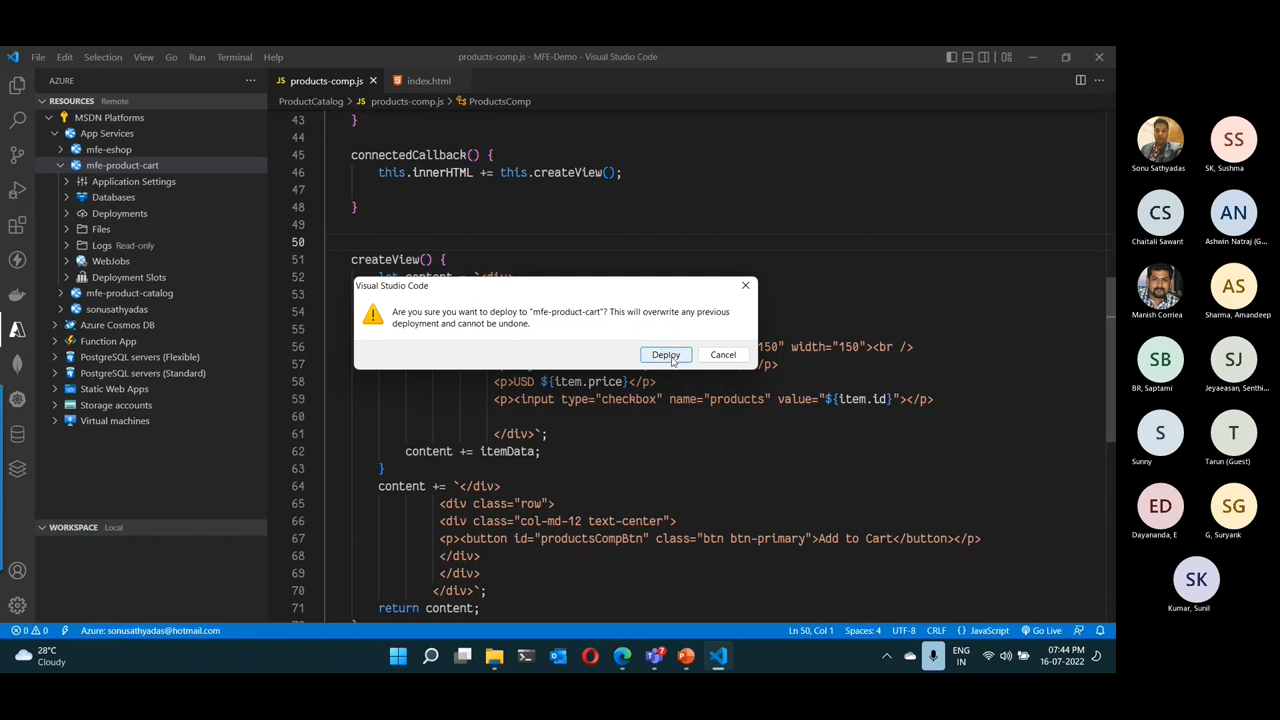 File Edit Selection View Go Run Terminal Help
products-comp.js - MFE-Demo - Visual Studio Code
AZURE
products-comp.js
index.html
RESOURCES Remote
ProductCatalog > products-comp.js > ProductsComp
MSDN Platforms
App Services
mfe-eshop
mfe-product-cart
Application Settings
Databases
Deployments
Files
Logs Read-only
WebJobs
Deployment Slots
mfe-product-catalog
sonusathyadas
Azure Cosmos DB
Function App
PostgreSQL servers (Flexible)
PostgreSQL servers (Standard)
Static Web Apps
Storage accounts
Virtual machines
WORKSPACE Local
43 }
44
45 connectedCallback() {
46 this.innerHTML += this.createView();
47
48 }
49
50
51 createView() {
52
53
54
55
56 150" width="150"><br />
57
58 <p>USD ${item.price}</p>
59 <p><input type="checkbox" name="products" value="${item.id}"></p>
60
61 </div>`;
62 content += itemData;
63 }
64 content += `</div>
65 <div class="row">
66 <div class="col-md-12 text-center">
67 <p><button id="productsCompBtn" class="btn btn-primary">Add to Cart</button></p>
68 </div>
69 </div>
70 </div>`;
71 return content;
Visual Studio Code
Are you sure you want to deploy to "mfe-product-cart"? This will overwrite any previous
deployment and cannot be undone.
Deploy
Cancel
0 0 Azure: sonusathyadas@hotmail.com
Ln 50, Col 1 Spaces: 4 UTF-8 CRLF {} JavaScript Go Live
28°C
Cloudy
7
ENG
IN
07:44 PM
16-07-2022
Sonu Sathyadas
SS
SK, Sushma
CS
Chaitali Sawant
AN
Ashwin Natraj (G...
Manish Corriea
AS
Sharma, Amandeep
SB
BR, Saptami
SJ
Jeyaeasan, Senthi...
S
Sunny
T
Tarun (Guest)
ED
Dayananda, E
SG
G, Suryank
SK
Kumar, Sunil